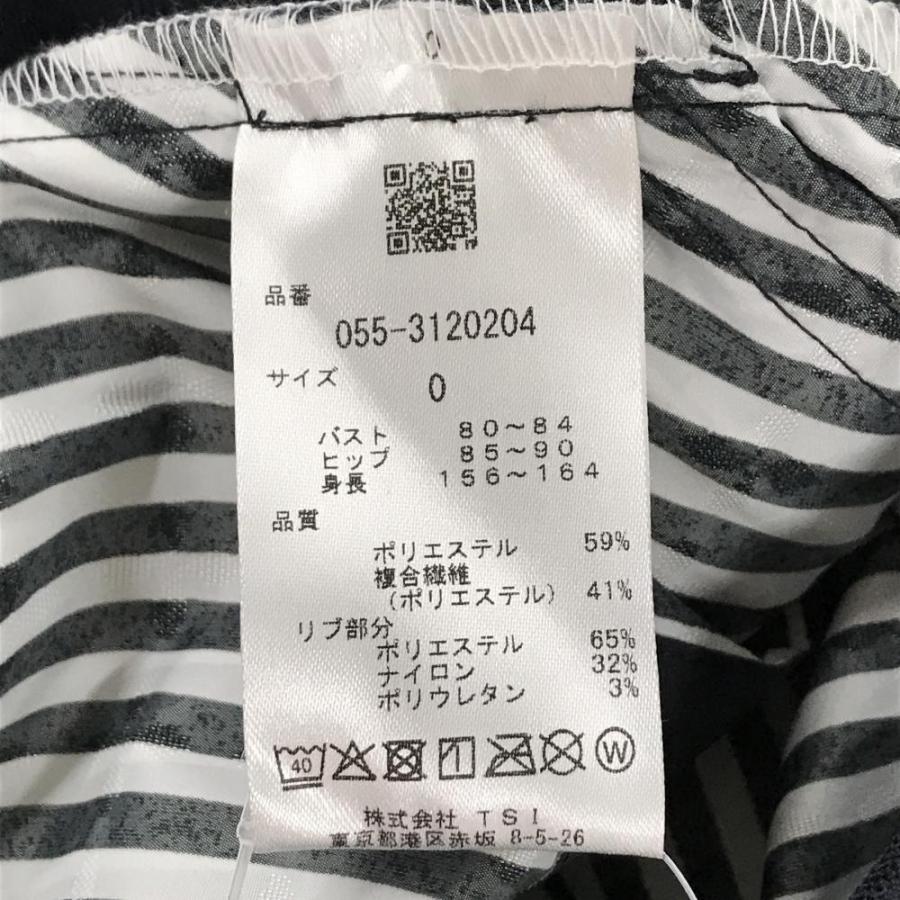 0
品番
055-3120204
サイズ 0
バスト 80～84
ヒップ 85～90
身長 156～164
品質
ポリエステル 59%
複合繊維
(ポリエステル) 41%
リブ部分
ポリエステル 65%
ナイロン 32%
ポリウレタン 3%
40 W
株式会社 TSI
東京都港区赤坂 8-5-26